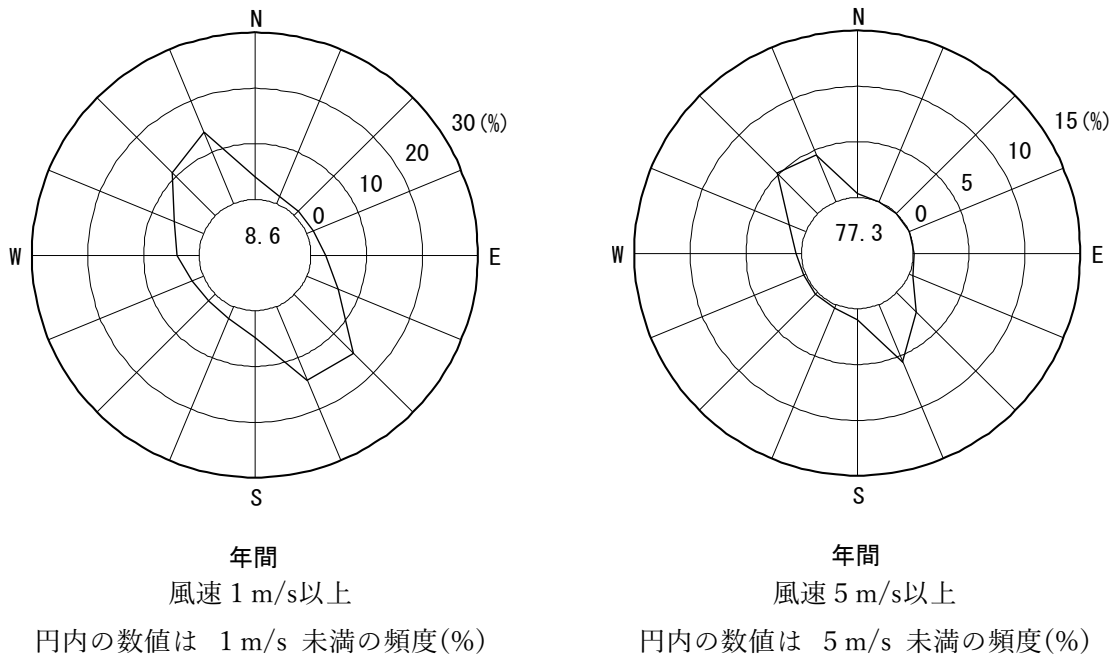 N
30(%)
20
10
0
8.6
W
E
S
年間
風速 1 m/s以上
円内の数値は 1 m/s 未満の頻度(%)
N
15(%)
10
5
0
77.3
W
E
S
年間
風速 5 m/s以上
円内の数値は 5 m/s 未満の頻度(%)